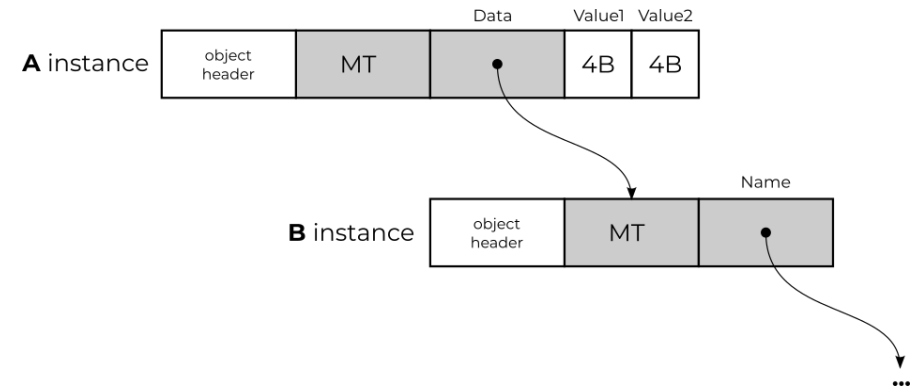 Data
Value1 Value2
A instance
object
header
MT
4B
4B
Name
B instance
object
header
MT
...